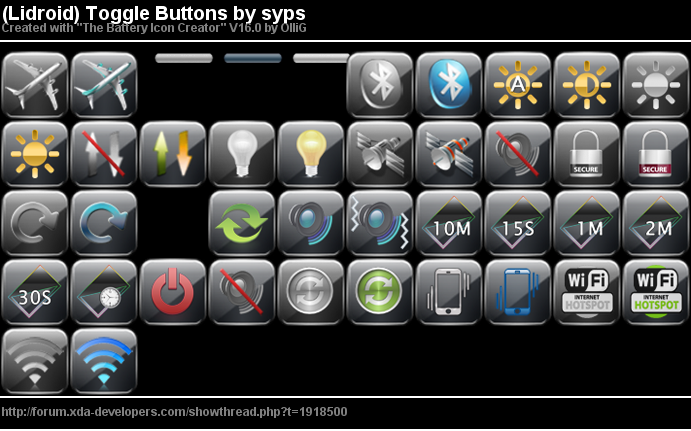 (Lidroid) Toggle Buttons by syps
Created with "The Battery Icon Creator" V16.0 by OlliG
A
SECURE SECURE
10M 15S 1M 2M
30S
WiFi WiFi
INTERNET INTERNET
HOTSPOT HOTSPOT
http://forum.xda-developers.com/showthread.php?t=1918500